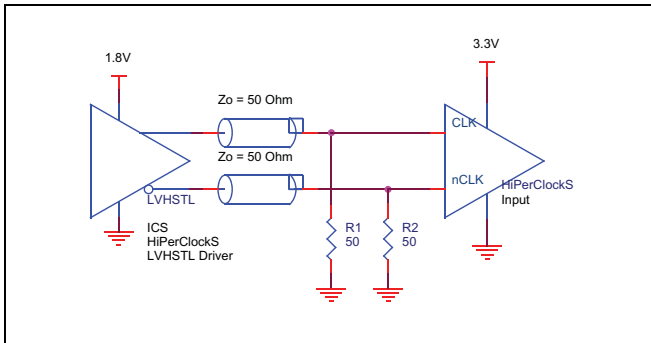 1.8V
3.3V
Zo = 50 Ohm
CLK
Zo = 50 Ohm
nCLK
LVHSTL
HiPerClockS
Input
ICS
HiPerClockS
LVHSTL Driver
R1
50
R2
50